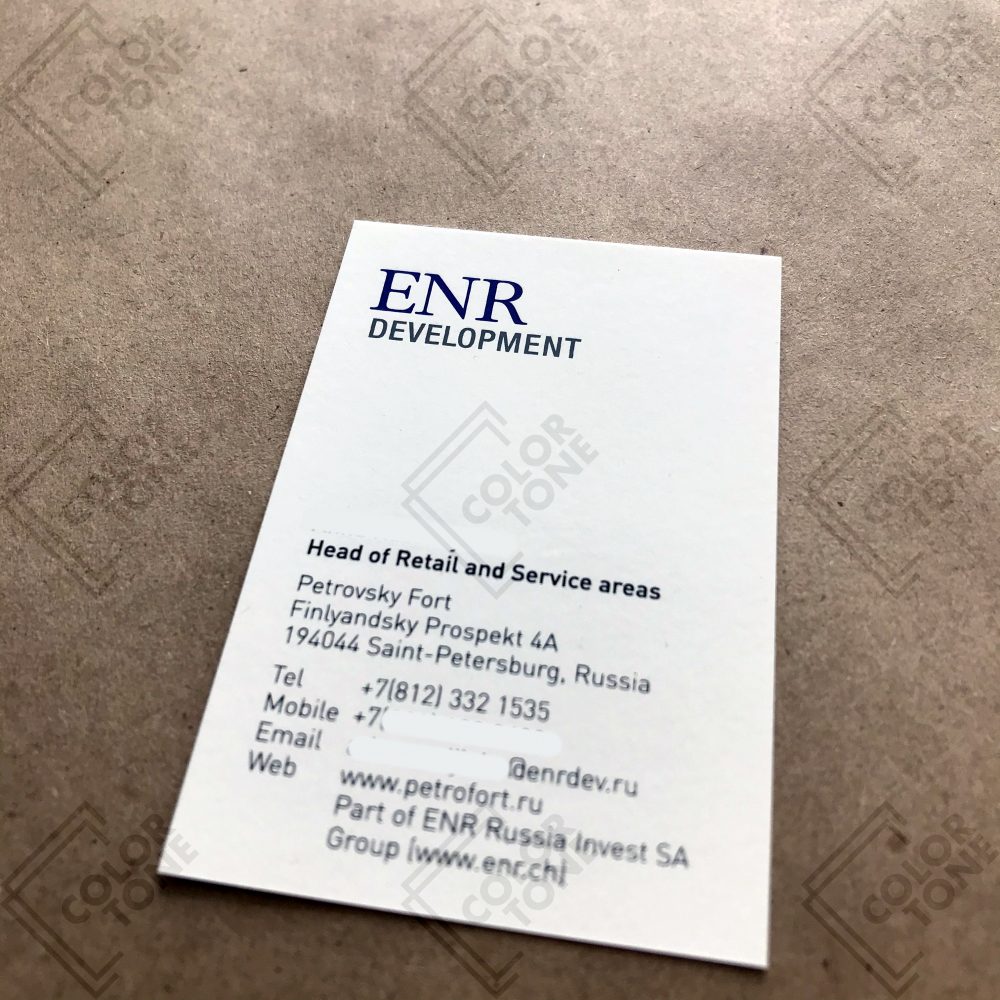 ENR
DEVELOPMENT
Head of Retail and Service areas
Petrovsky Fort
Finlyandsky Prospekt 4A
194044 Saint-Petersburg, Russia
Tel +7(812) 332 1535
Mobile +7(
Email @enrdev.ru
Web www.petrofort.ru
Part of ENR Russia Invest SA
Group (www.enr.ch)
COLOR
TONE